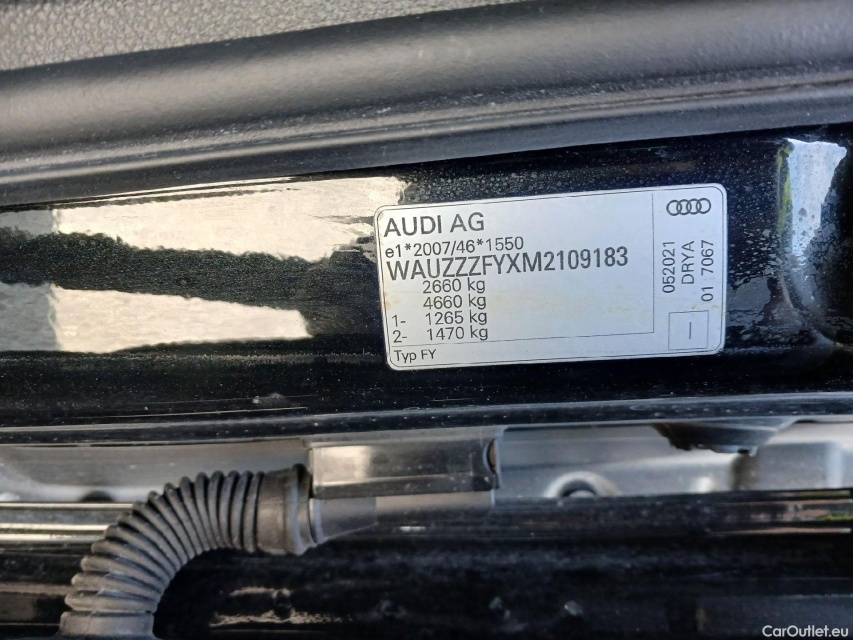 AUDI AG
e1*2007/46*1550
WAUZZZFYXM2109183
2660 kg
4660 kg
1- 1265 kg
2- 1470 kg
Typ FY
052021
DRYA
01 7067
-
CarOutlet.eu